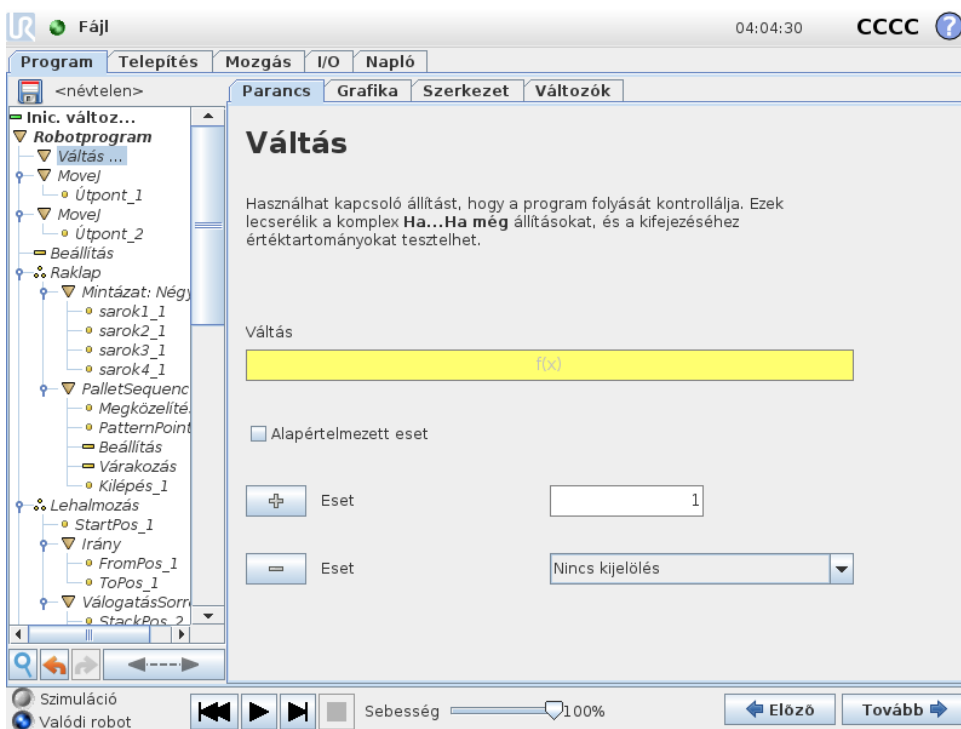 UR Fájl 04:04:30 CCCC ?
Program Telepítés Mozgás I/O Napló
<névtelen>
Parancs Grafika Szerkezet Változók
Inic. változ...
Robotprogram
Váltás ...
MoveJ
Útpont_1
MoveJ
Útpont_2
Beállítás
Raklap
Mintázat: Négy
sarok1_1
sarok2_1
sarok3_1
sarok4_1
PalletSequenc
Megközelíté
PatternPoint
Beállítás
Várakozás
Kilépés_1
Lehalmozás
StartPos_1
Irány
FromPos_1
ToPos_1
VálogatásSorr
StackPos_2
Váltás
Használhat kapcsoló állítást, hogy a program folyását kontrollálja. Ezek
lecserélik a komplex Ha...Ha még állításokat, és a kifejezéséhez
értéktartományokat tesztelhet.
Váltás
f(x)
Alapértelmezett eset
Eset 1
Eset Nincs kijelölés
Szimuláció
Valódi robot
Sebesség 100%
Előző Tovább